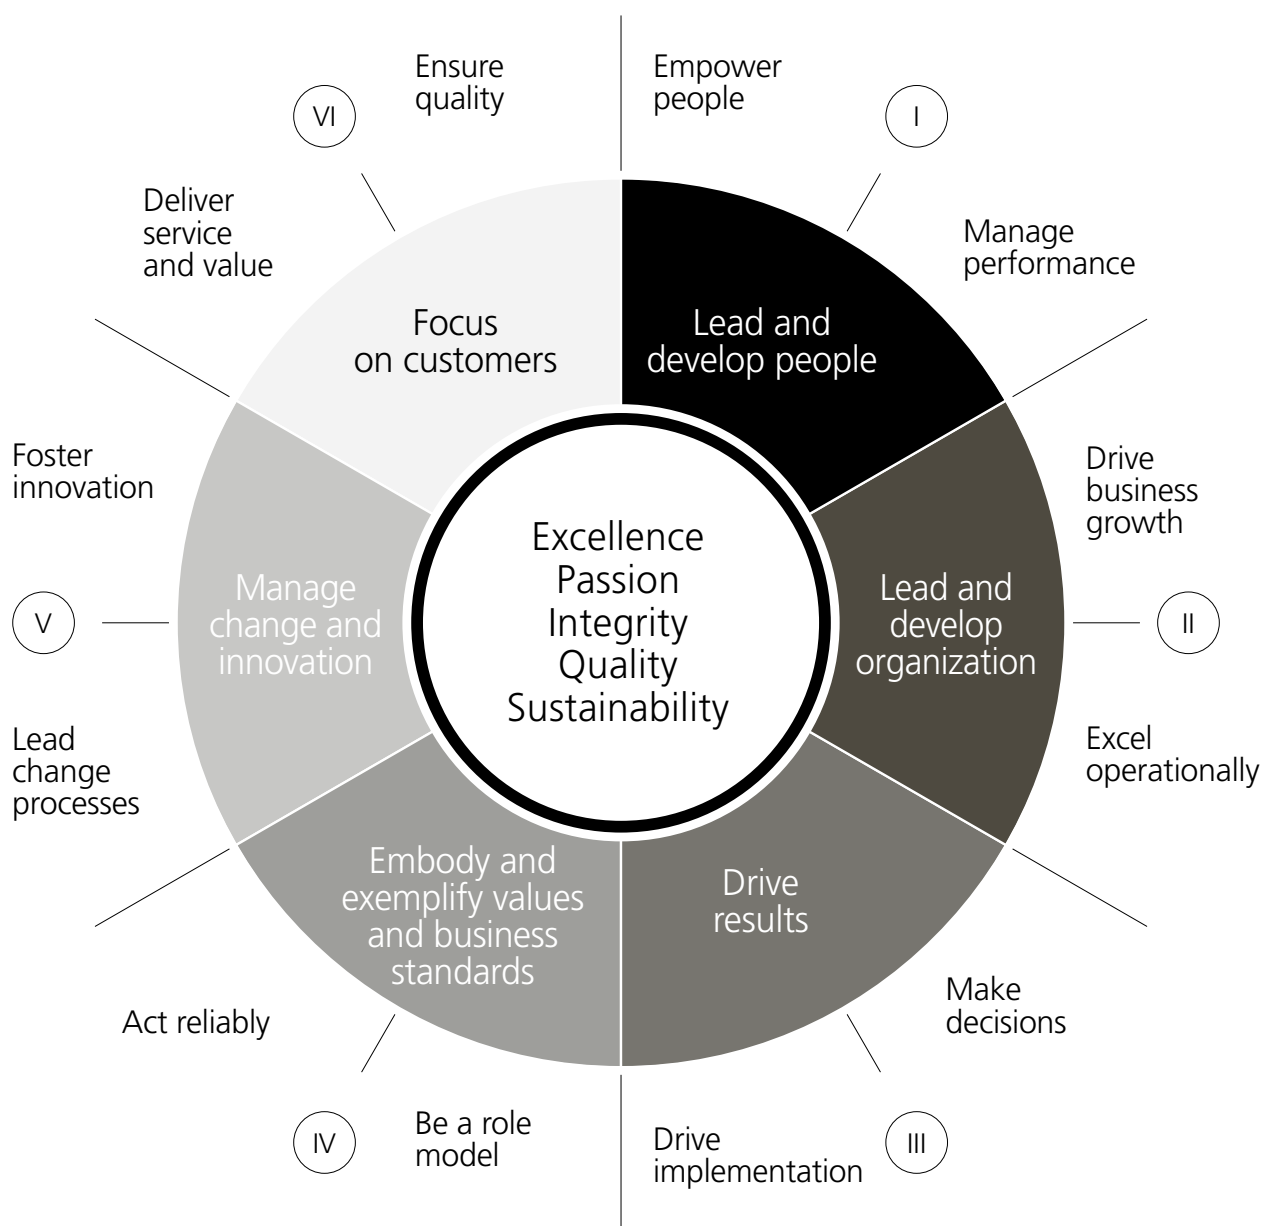 Ensure
quality
Empower
people
VI
I
Deliver
service
and value
Manage
performance
Focus
on customers
Lead and
develop people
Foster
innovation
Drive
business
growth
Excellence
Passion
Integrity
Quality
Sustainability
Manage
change and
innovation
Lead and
develop
organization
V
II
Lead
change
processes
Excel
operationally
Embody and
exemplify values
and business
standards
Drive
results
Act reliably
Make
decisions
IV
Be a role
model
Drive
implementation
III